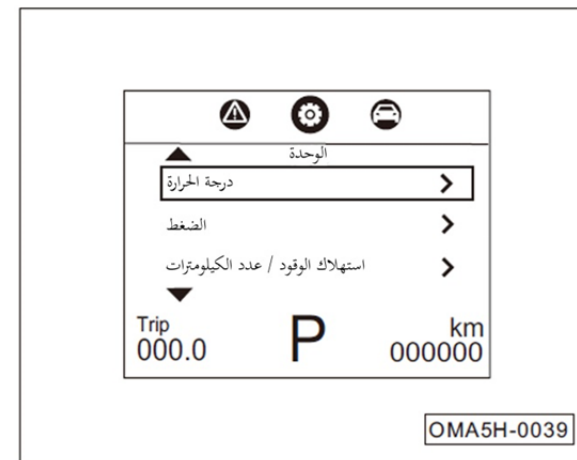 الوحدة
درجة الحرارة
الضغط
استهلاك الوقود / عدد الكيلومترات
Trip
000.0
P
km
000000
OMA5H-0039